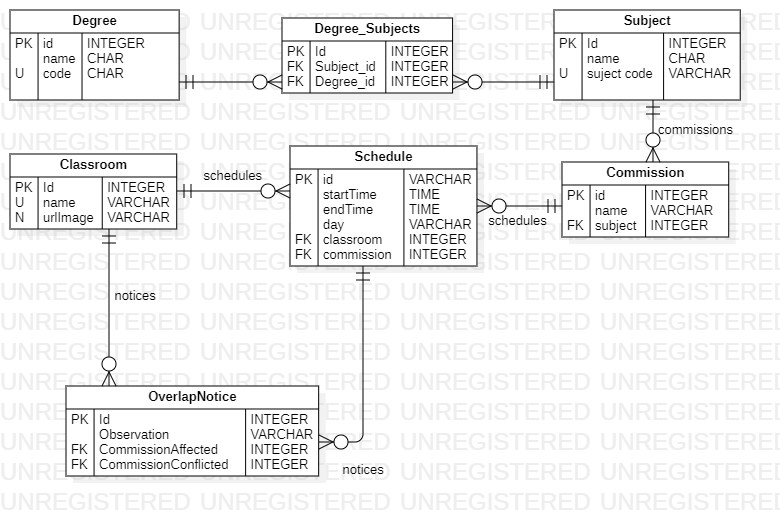 Degree
PK id INTEGER
name CHAR
U code CHAR
Degree_Subjects
PK Id INTEGER
FK Subject_id INTEGER
FK Degree_id INTEGER
Subject
PK Id INTEGER
name CHAR
U suject code VARCHAR
commissions
Classroom
PK Id INTEGER
U name VARCHAR
N urlImage VARCHAR
schedules
Schedule
PK id VARCHAR
startTime TIME
endTime TIME
day VARCHAR
FK classroom INTEGER
FK commission INTEGER
schedules
Commission
PK id INTEGER
name VARCHAR
FK subject INTEGER
notices
OverlapNotice
PK Id INTEGER
Observation VARCHAR
FK CommissionAffected INTEGER
FK CommissionConflicted INTEGER
notices
UNREGISTERED UNREGISTERED UNREGISTERED UNREGISTERED